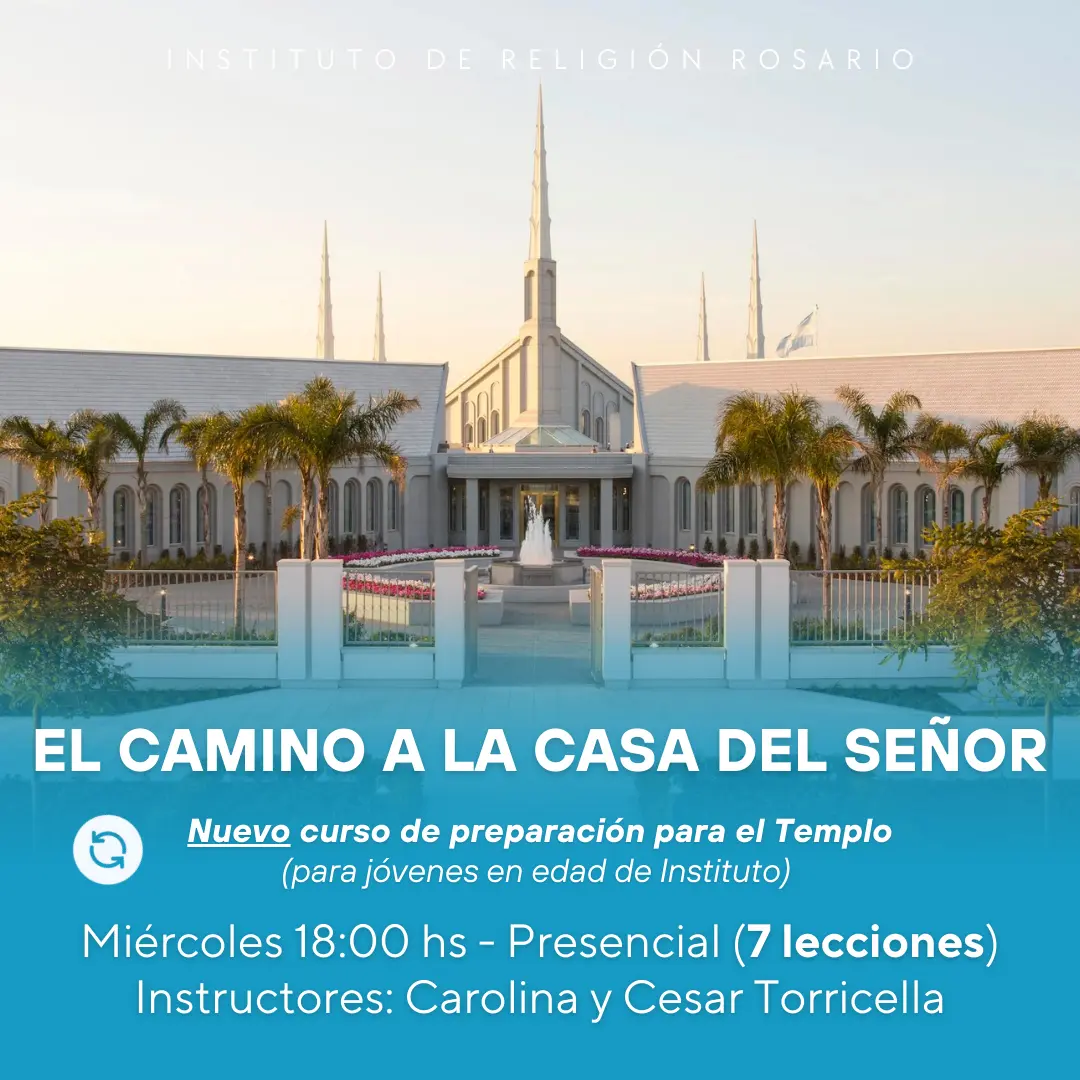 INSTITUTO DE RELIGIÓN ROSARIO
EL CAMINO A LA CASA DEL SEÑOR
Nuevo curso de preparación para el Templo
(para jóvenes en edad de Instituto)
Miércoles 18:00 hs - Presencial (7 lecciones)
Instructores: Carolina y Cesar Torricella